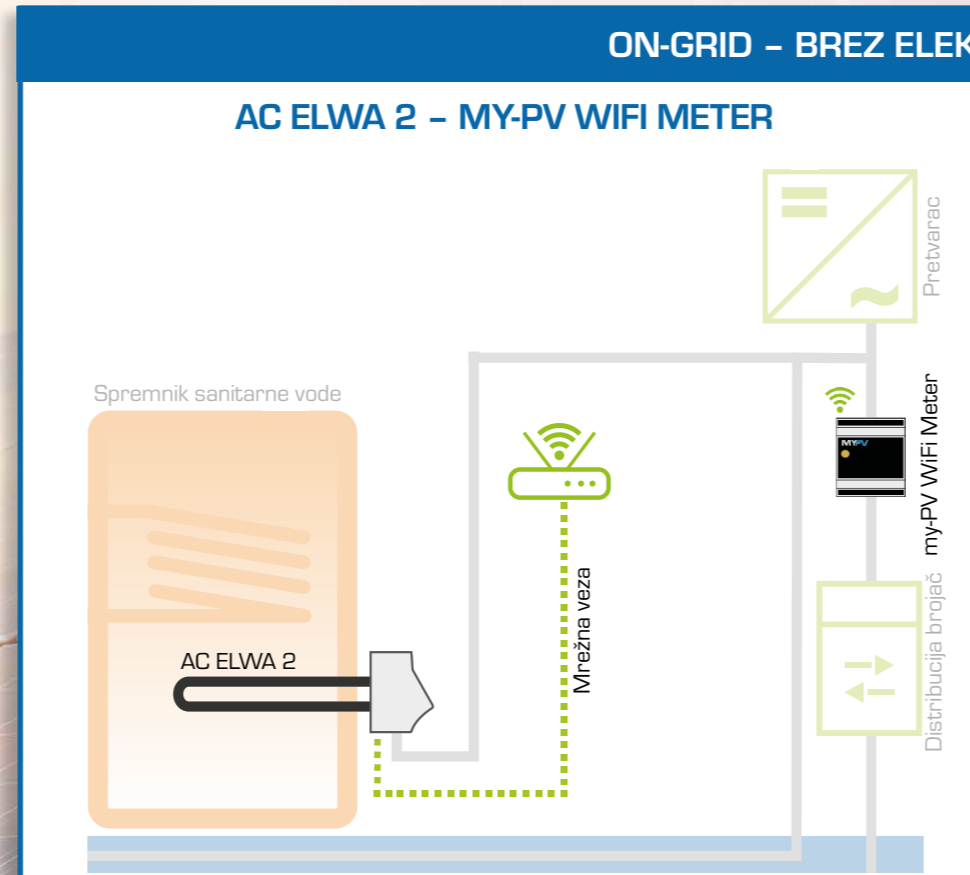 ON-GRID – BREZ
AC ELWA 2 – MY-PV WIFI METER
Pretvarac
Spremnik sanitarne vode
my-PV WiFi Meter
MYPV
Mrežna veza
Distribucija brojač
AC ELWA 2